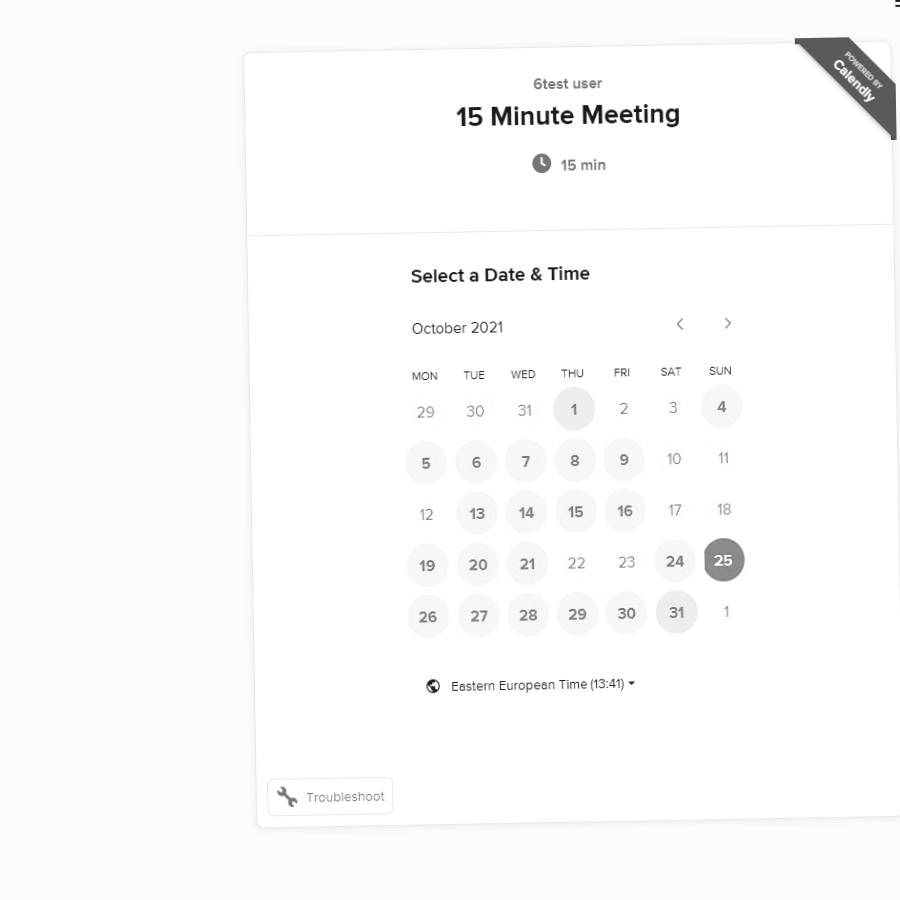 POWERED BY
Calendly
6test user
15 Minute Meeting
15 min
Select a Date & Time
October 2021
MON TUE WED THU FRI SAT SUN
29 30 31 1 2 3 4
5 6 7 8 9 10 11
12 13 14 15 16 17 18
19 20 21 22 23 24 25
26 27 28 29 30 31 1
Eastern European Time (13:41)
Troubleshoot